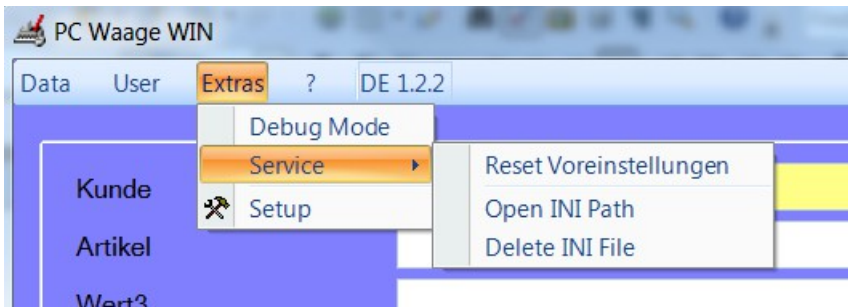 PC Waage WIN
Data User Extras ? DE 1.2.2
Debug Mode
Service Reset Voreinstellungen
Kunde
Setup Open INI Path
Artikel Delete INI File
Wert3